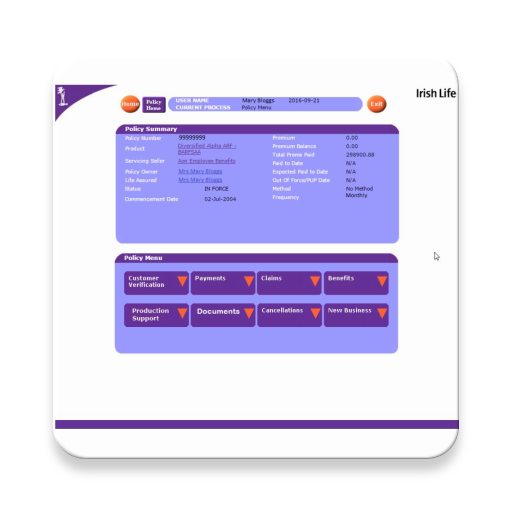 Irish Life
Home
Policy Home
USER NAME Mary Bloggs 2016-09-21
CURRENT PROCESS Policy Menu
Exit
Policy Summary
Policy Number 99999999
Product Diversified Alpha ARF -
BARFSAA
Servicing Seller Aon Employee Benefits
Policy Owner Mrs Mary Bloggs
Life Assured Mrs Mary Bloggs
Status IN FORCE
Commencement Date 02-Jul-2004
Premium 0.00
Premium Balance 0.00
Total Prems Paid 298900.88
Paid to Date N/A
Expected Paid to Date N/A
Out Of Force/PUP Date N/A
Method No Method
Frequency Monthly
Policy Menu
Customer
Verification
Payments
Claims
Benefits
Production
Support
Documents
Cancellations
New Business